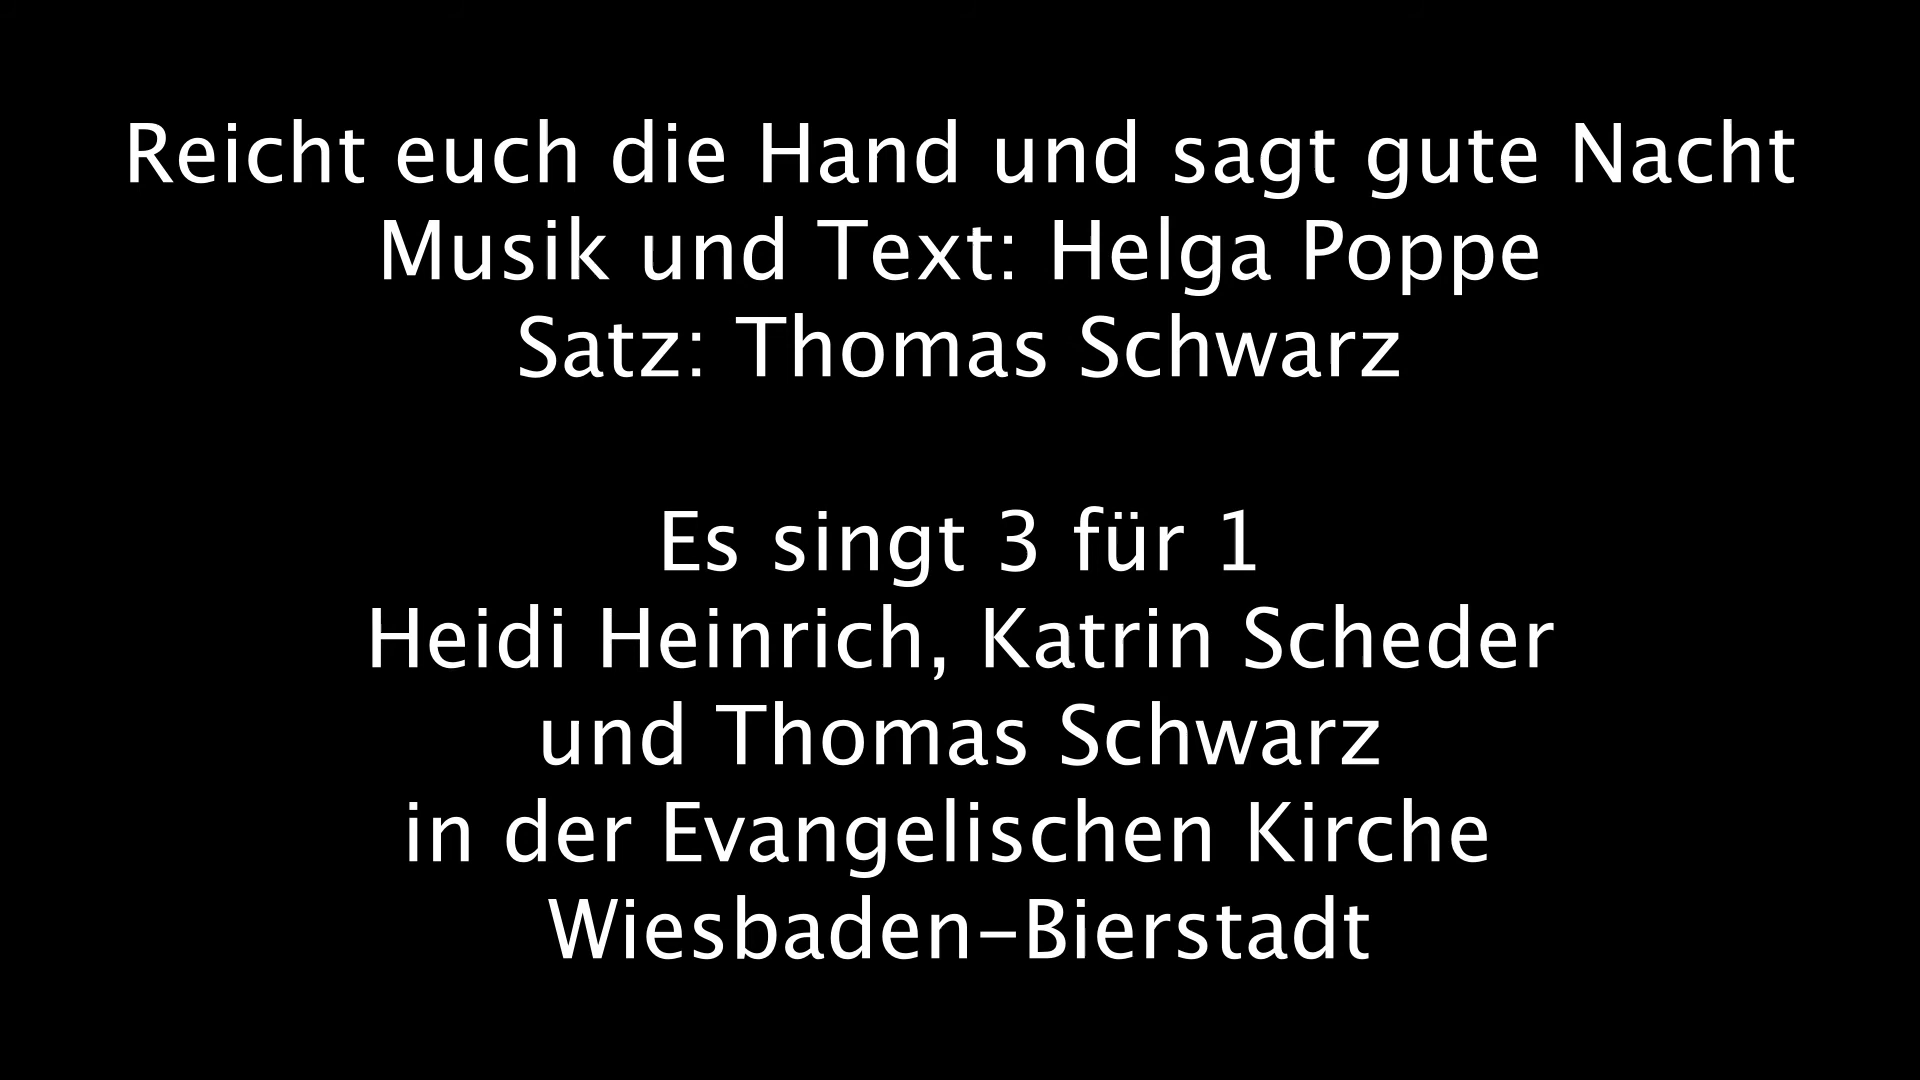 Reicht euch die Hand und sagt gute Nacht
Musik und Text: Helga Poppe
Satz: Thomas Schwarz
Es singt 3 für 1
Heidi Heinrich, Katrin Scheder
und Thomas Schwarz
in der Evangelischen Kirche
Wiesbaden-Bierstadt